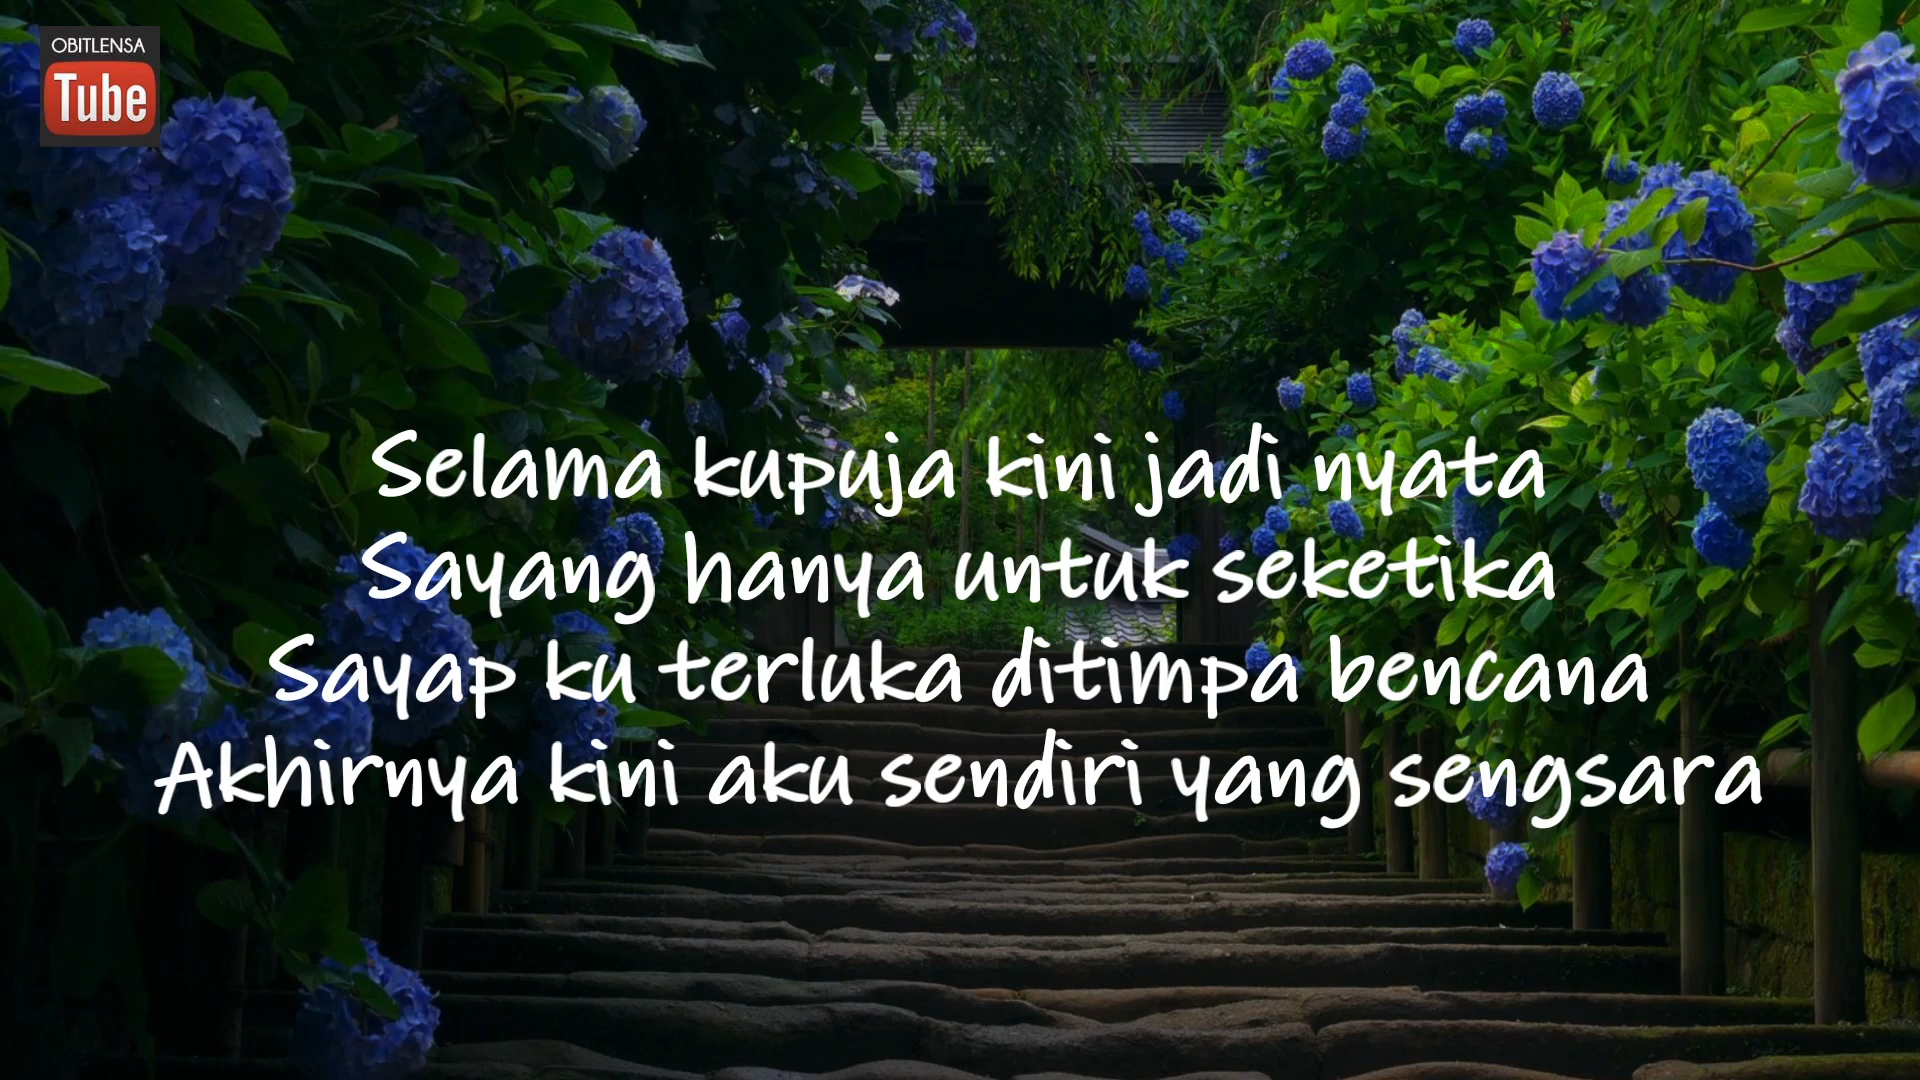 OBITLENSA
Tube
Selama kupuja kini jadi nyata
Sayang hanya untuk seketika
Sayap ku terluka ditimpa bencana
Akhirnya kini aku sendiri yang sengsara